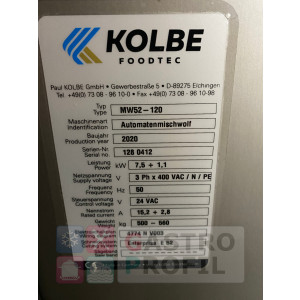 KOLBE
FOODTEC
Paul KOLBE GmbH • Gewerbestraße 5 • D-89275 Elchingen
Tel. +49(0) 73 08 - 96 10-0 • Fax +49(0) 73 08 - 96 10-98
Typ
Type
MW52-120
Maschinenart
Indentification
Automatenmischwolf
Baujahr
Production year
2020
Serien-Nr
Serial no
128 0412
Leistung
Power
kW
7,5 + 1,1
Netzspannung
Supply voltage
V
3 Ph x 400 VAC / N / PE
Frequenz
Frequency
Hz
50
Steuerspannung
Control voltage
V
24 VAC
Nennstrom
Rated current
A
15,2 + 2,8
Gewicht
Weight
kg
500 - 560
GASTRO
PROFIL